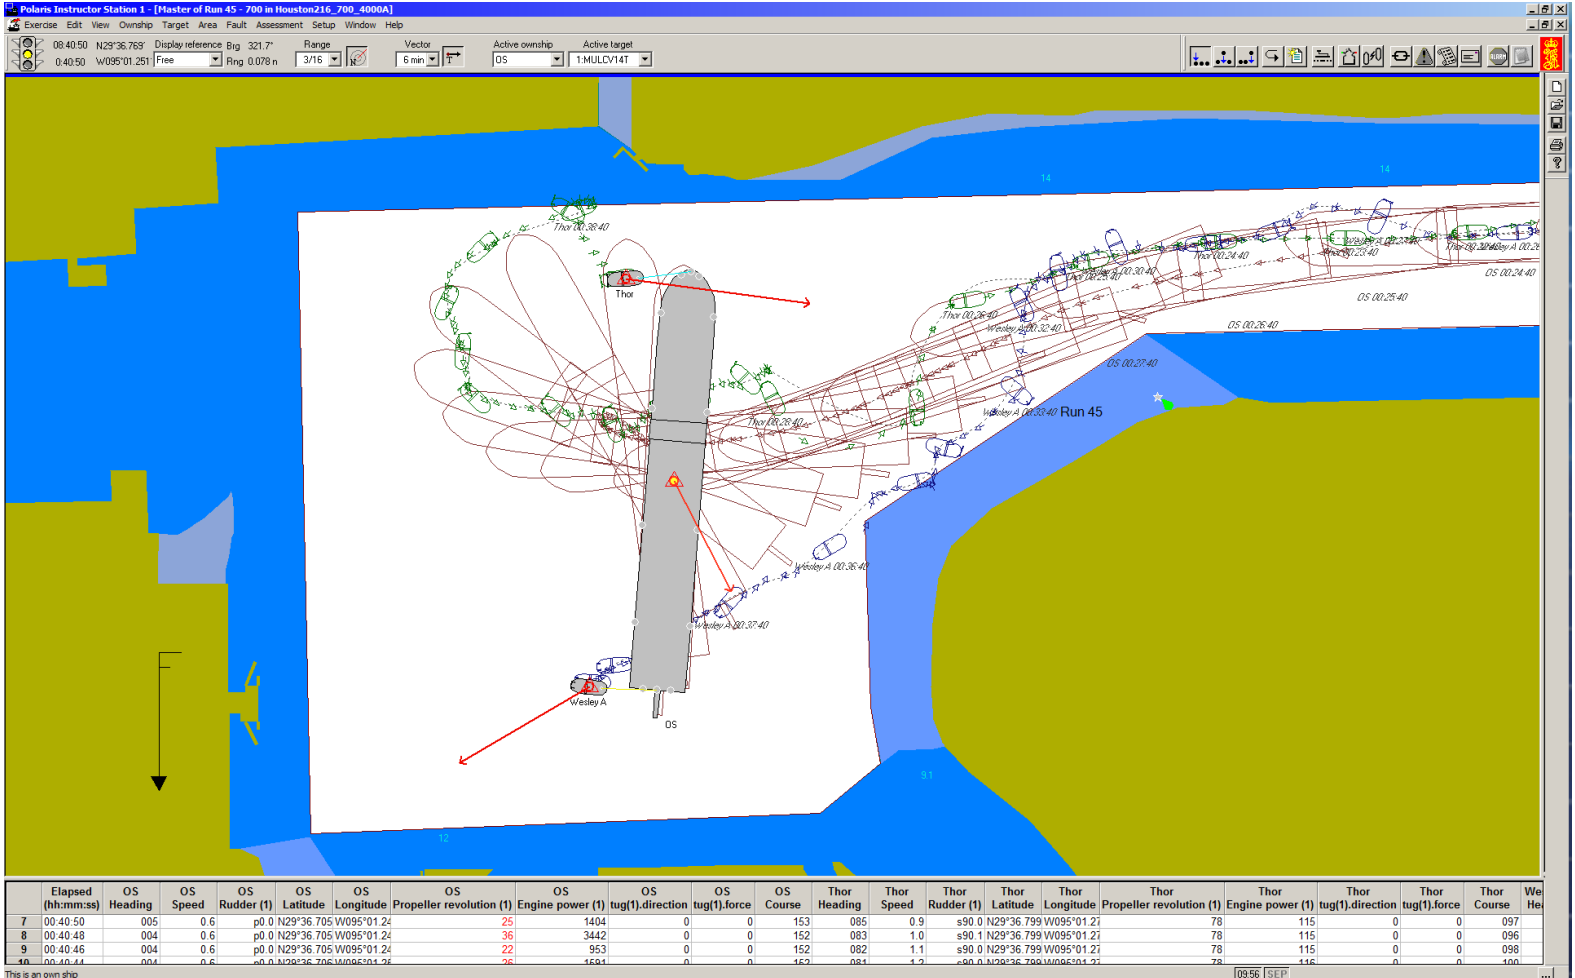 Polaris Instructor Station 1 - [Master of Run 45 - 700 in Houston216_700_4000A]
Exercise Edit View Ownship Target Area Fault Assessment Setup Window Help
08:40:50 N29°36.769' Display reference Brg 321.7° Range Vector Active ownship Active target
0:40:50 W095°01.251' Free Rng 0.078 n 3/16 6 min OS 1:MULCV14T
14
14
Thor 00:38:40
Thor 00:24:40
Thor 00:23:40
OS 00:24:40
Thor
OS 00:25:40
Thor 00:26:40
Wesley A 00:32:40
OS 00:26:40
OS 00:27:40
Wesley A 00:33:40 Run 45
Thor 00:28:40
Wesley A 00:36:40
Wesley A 00:37:40
Wesley A
OS
9.1
12
Elapsed (hh:mm:ss) OS Heading OS Speed OS Rudder (1) OS Latitude OS Longitude OS Propeller revolution (1) OS Engine power (1) OS tug(1).direction OS tug(1).force OS Course Thor Heading Thor Speed Thor Rudder (1) Thor Latitude Thor Longitude Thor Propeller revolution (1) Thor Engine power (1) Thor tug(1).direction Thor tug(1).force Thor Course
7 00:40:50 005 0.6 p0.0 N29°36.705 W095°01.24 25 1404 0 0 153 085 0.9 s90.0 N29°36.799 W095°01.27 78 115 0 0 097
8 00:40:48 004 0.6 p0.0 N29°36.705 W095°01.24 36 3442 0 0 152 083 1.0 s90.1 N29°36.799 W095°01.27 78 115 0 0 096
9 00:40:46 004 0.6 p0.0 N29°36.705 W095°01.24 22 953 0 0 152 082 1.1 s90.0 N29°36.799 W095°01.27 78 115 0 0 098
This is an own ship 09:56 SEP